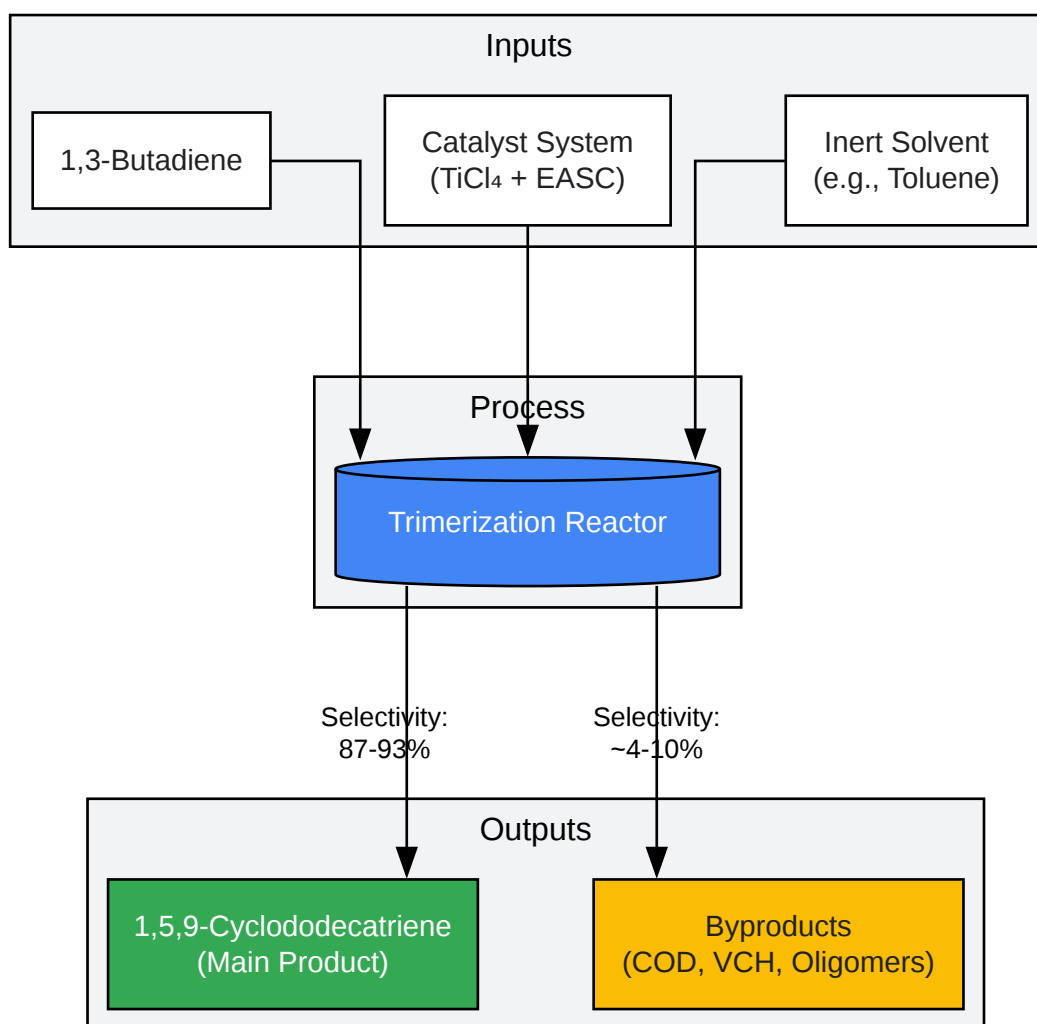 Inputs
1,3-Butadiene
Catalyst System
(TiCl₄ + EASC)
Inert Solvent
(e.g., Toluene)
Process
Trimerization Reactor
Selectivity:
87-93%
Selectivity:
~4-10%
Outputs
1,5,9-Cyclododecatriene
(Main Product)
Byproducts
(COD, VCH, Oligomers)